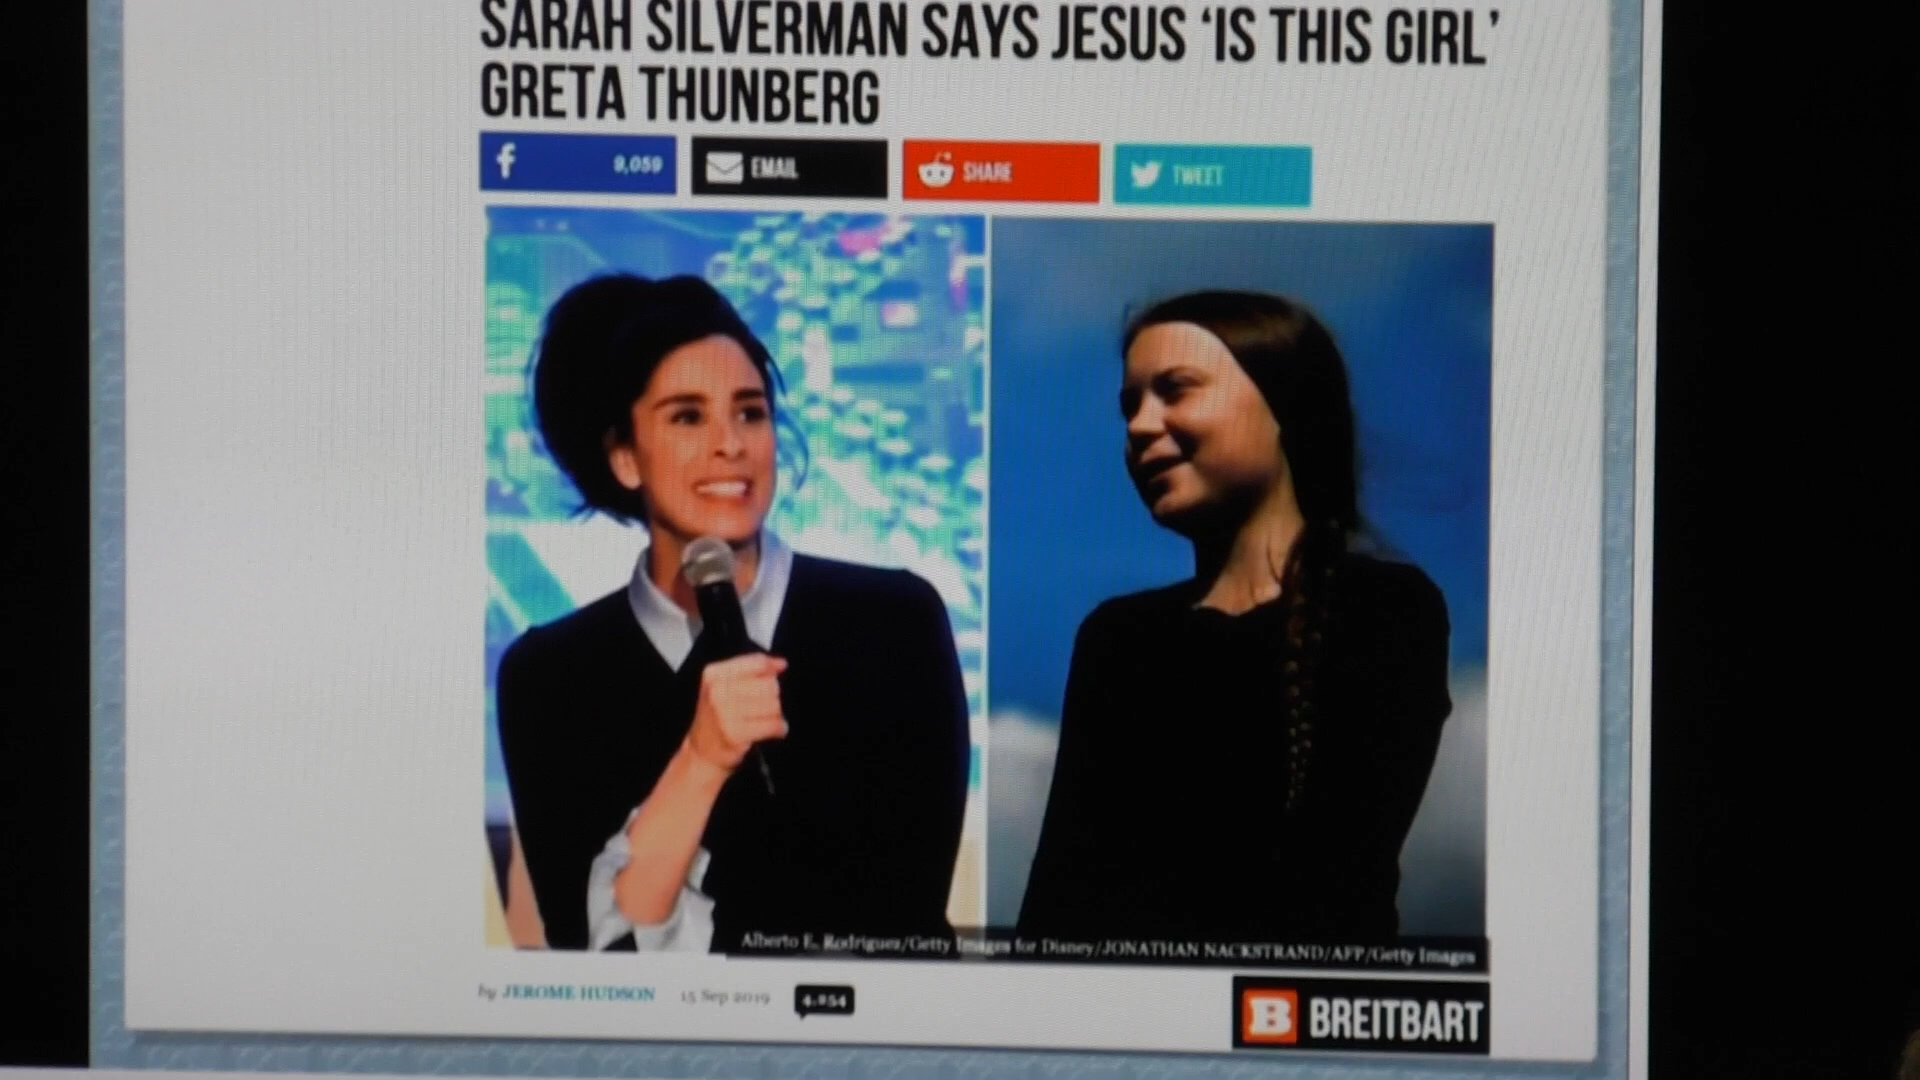 SARAH SILVERMAN SAYS JESUS ‘IS THIS GIRL’
GRETA THUNBERG
f 9,059 EMAIL SHARE TWEET
Alberto E. Rodriguez/Getty Images for Disney/JONATHAN NACKSTRAND/AFP/Getty Images
by JEROME HUDSON 15 Sep 2019
B BREITBART